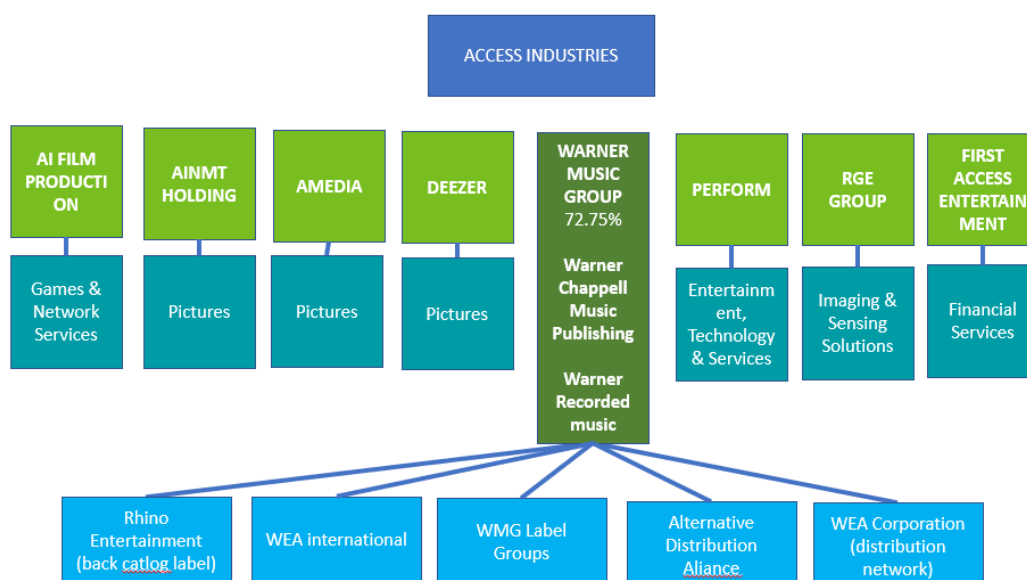 ACCESS INDUSTRIES
AI FILM
PRODUCTI
ON
AINMT
HOLDING
AMEDIA
DEEZER
WARNER
MUSIC
GROUP
72.75%
Warner
Chappell
Music
Publishing
Warner
Recorded
music
PERFORM
RGE
GROUP
FIRST
ACCESS
ENTERTAIN
MENT
Games &
Network
Services
Pictures
Pictures
Pictures
Entertainm
ent,
Technology
& Services
Imaging &
Sensing
Solutions
Financial
Services
Rhino
Entertainment
(back catlog label)
WEA international
WMG Label
Groups
Alternative
Distribution
Aliance
WEA Corporation
(distribution
network)